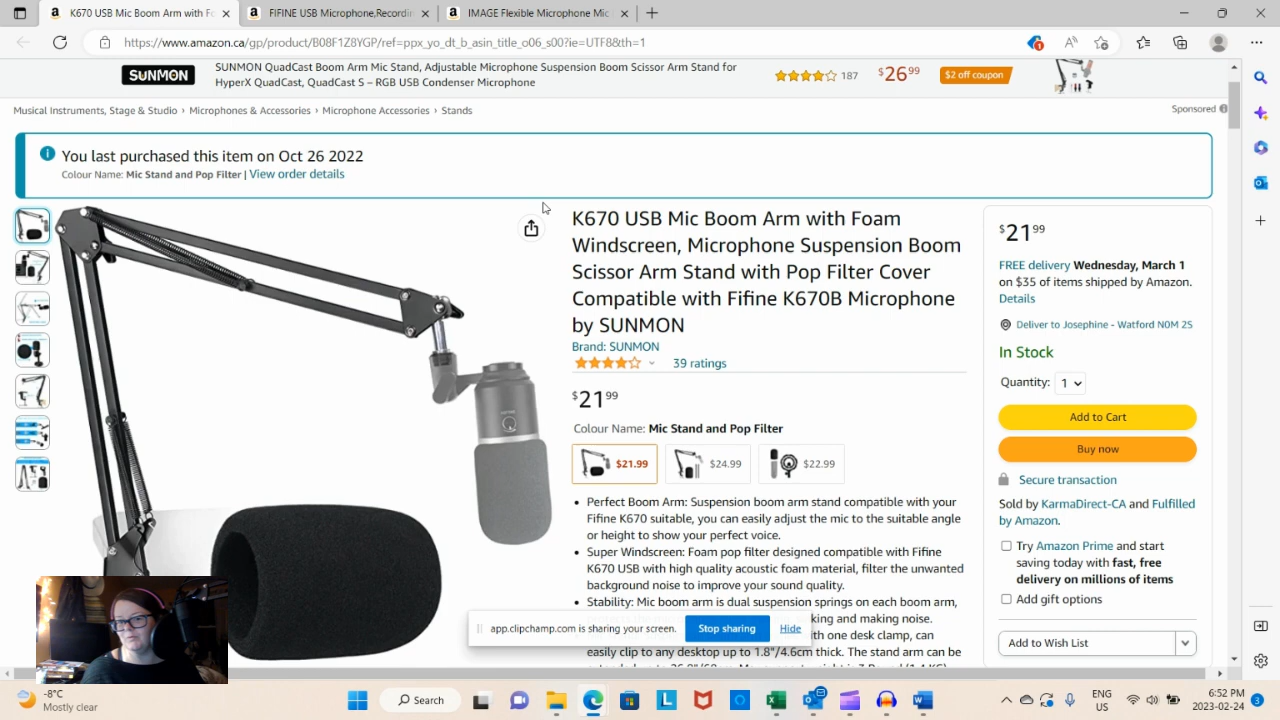 K670 USB Mic Boom Arm with Fo
FIFINE USB Microphone,Recordin
IMAGE Flexible Microphone Mic
https://www.amazon.ca/gp/product/B08F1Z8YGP/ref=ppx_yo_dt_b_asin_title_o06_s00?ie=UTF8&th=1
SUNMON
SUNMON QuadCast Boom Arm Mic Stand, Adjustable Microphone Suspension Boom Scissor Arm Stand for
HyperX QuadCast, QuadCast S – RGB USB Condenser Microphone
187
$26⁹⁹
$2 off coupon
Musical Instruments, Stage & Studio › Microphones & Accessories › Microphone Accessories › Stands
Sponsored
You last purchased this item on Oct 26 2022
Colour Name: Mic Stand and Pop Filter | View order details
K670 USB Mic Boom Arm with Foam
Windscreen, Microphone Suspension Boom
Scissor Arm Stand with Pop Filter Cover
Compatible with Fifine K670B Microphone
by SUNMON
Brand: SUNMON
39 ratings
$21⁹⁹
Colour Name: Mic Stand and Pop Filter
$21.99
$24.99
$22.99
• Perfect Boom Arm: Suspension boom arm stand compatible with your
Fifine K670 suitable, you can easily adjust the mic to the suitable angle
or height to show your perfect voice.
• Super Windscreen: Foam pop filter designed compatible with Fifine
K670 USB with high quality acoustic foam material, filter the unwanted
background noise to improve your sound quality.
• Stability: Mic boom arm is dual suspension springs on each boom arm,
king and making noise.
th one desk clamp, can
easily clip to any desktop up to 1.8"/4.6cm thick. The stand arm can be
$21⁹⁹
FREE delivery Wednesday, March 1
on $35 of items shipped by Amazon.
Details
Deliver to Josephine - Watford N0M 2S
In Stock
Quantity: 1
Add to Cart
Buy now
Secure transaction
Sold by KarmaDirect-CA and Fulfilled
by Amazon.
Try Amazon Prime and start
saving today with fast, free
delivery on millions of items
Add gift options
Add to Wish List
app.clipchamp.com is sharing your screen.
Stop sharing
Hide
-8°C
Mostly clear
Search
ENG
US
6:52 PM
2023-02-24
3